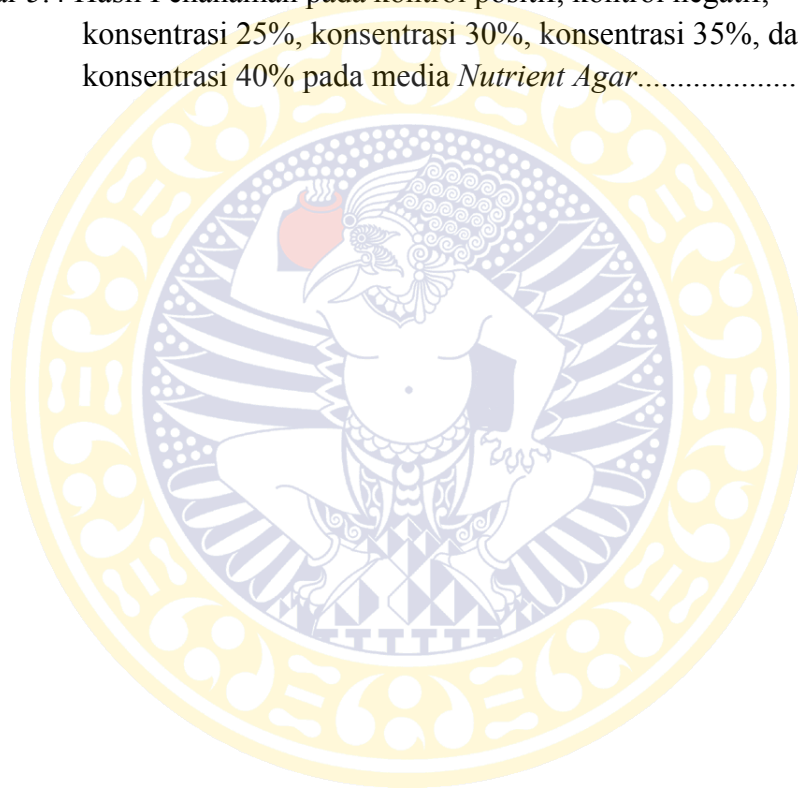 Hasil Penanaman pada kontrol positif, kontrol negatif,
konsentrasi 25%, konsentrasi 30%, konsentrasi 35%, da
konsentrasi 40% pada media Nutrient Agar....................